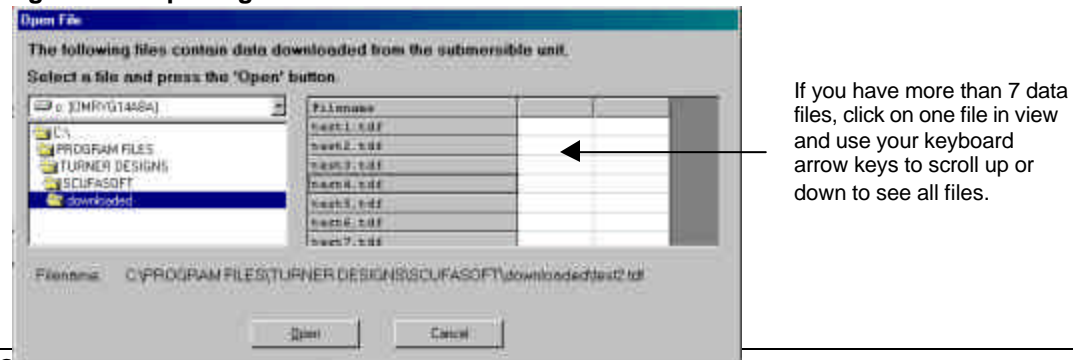 Open File
The following files contain data downloaded from the submersible unit.
Select a file and press the 'Open' button.
c:
C:\
PROGRAM FILES
TURNER DESIGNS
SCUFASOFT
downloaded
Filename
test1.tdf
test2.tdf
test3.tdf
test4.tdf
test5.tdf
test6.tdf
test7.tdf
Filename: C:\PROGRAM FILES\TURNER DESIGNS\SCUFASOFT\downloaded\test2.tdf
Open Cancel
If you have more than 7 data
files, click on one file in view
and use your keyboard
arrow keys to scroll up or
down to see all files.